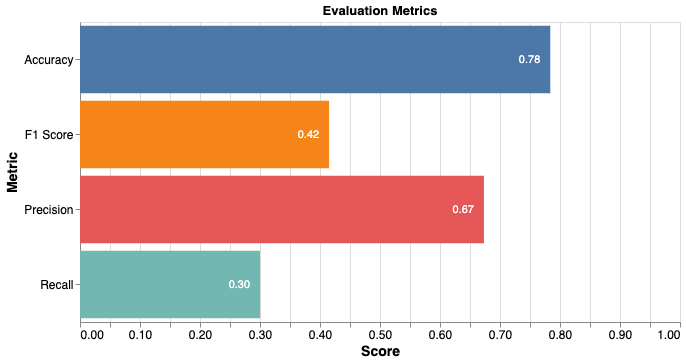 Evaluation Metrics
Metric
Accuracy
0.78
F1 Score
0.42
Precision
0.67
Recall
0.30
0.00 0.10 0.20 0.30 0.40 0.50 0.60 0.70 0.80 0.90 1.00
Score